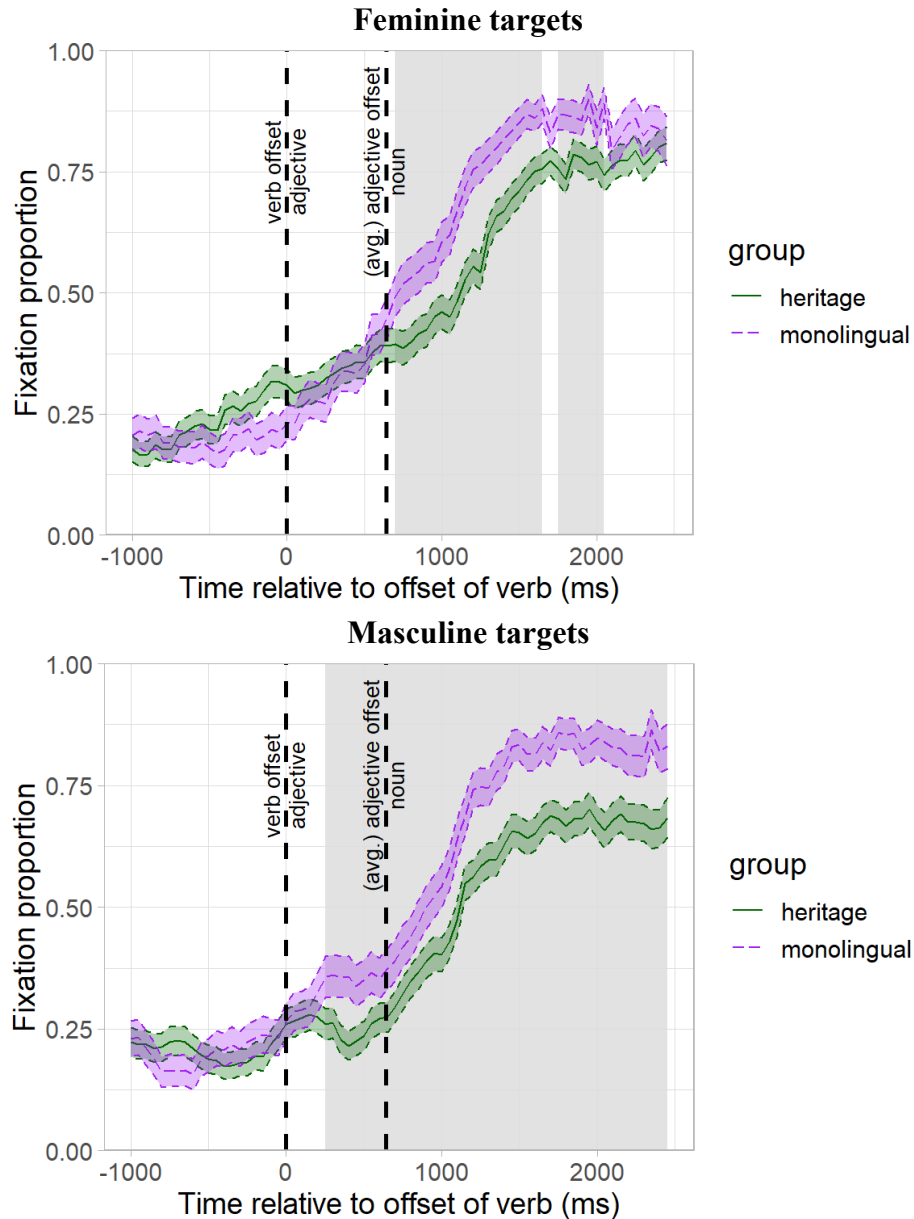 Feminine targets
1.00
0.75
0.50
0.25
0.00
Fixation proportion
verb offset
adjective
(avg.) adjective offset
noun
-1000
0
1000
2000
Time relative to offset of verb (ms)
group
heritage
monolingual
Masculine targets
1.00
0.75
0.50
0.25
0.00
Fixation proportion
verb offset
adjective
(avg.) adjective offset
noun
-1000
0
1000
2000
Time relative to offset of verb (ms)
group
heritage
monolingual